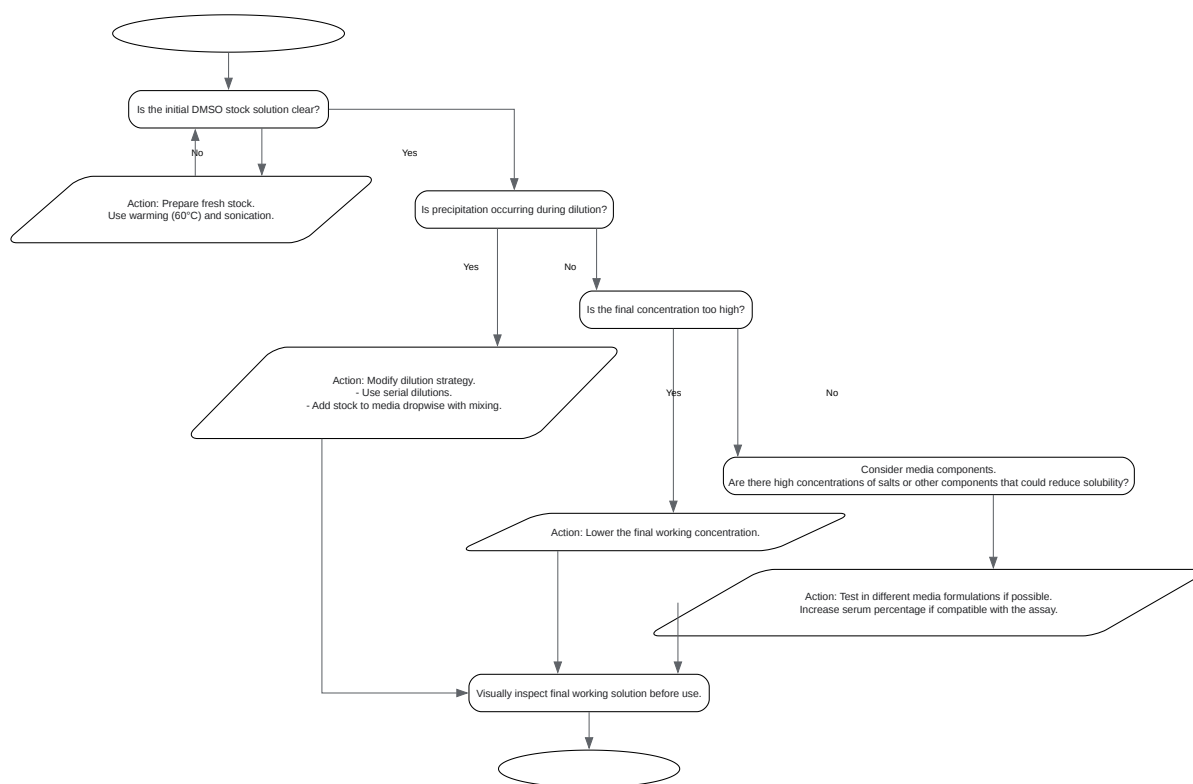 Is the initial DMSO stock solution clear?
No
Yes
Action: Prepare fresh stock.
Use warming (60°C) and sonication.
Is precipitation occurring during dilution?
Yes
No
Is the final concentration too high?
Action: Modify dilution strategy.
- Use serial dilutions.
- Add stock to media dropwise with mixing.
Yes
No
Consider media components.
Are there high concentrations of salts or other components that could reduce solubility?
Action: Lower the final working concentration.
Action: Test in different media formulations if possible.
Increase serum percentage if compatible with the assay.
Visually inspect final working solution before use.